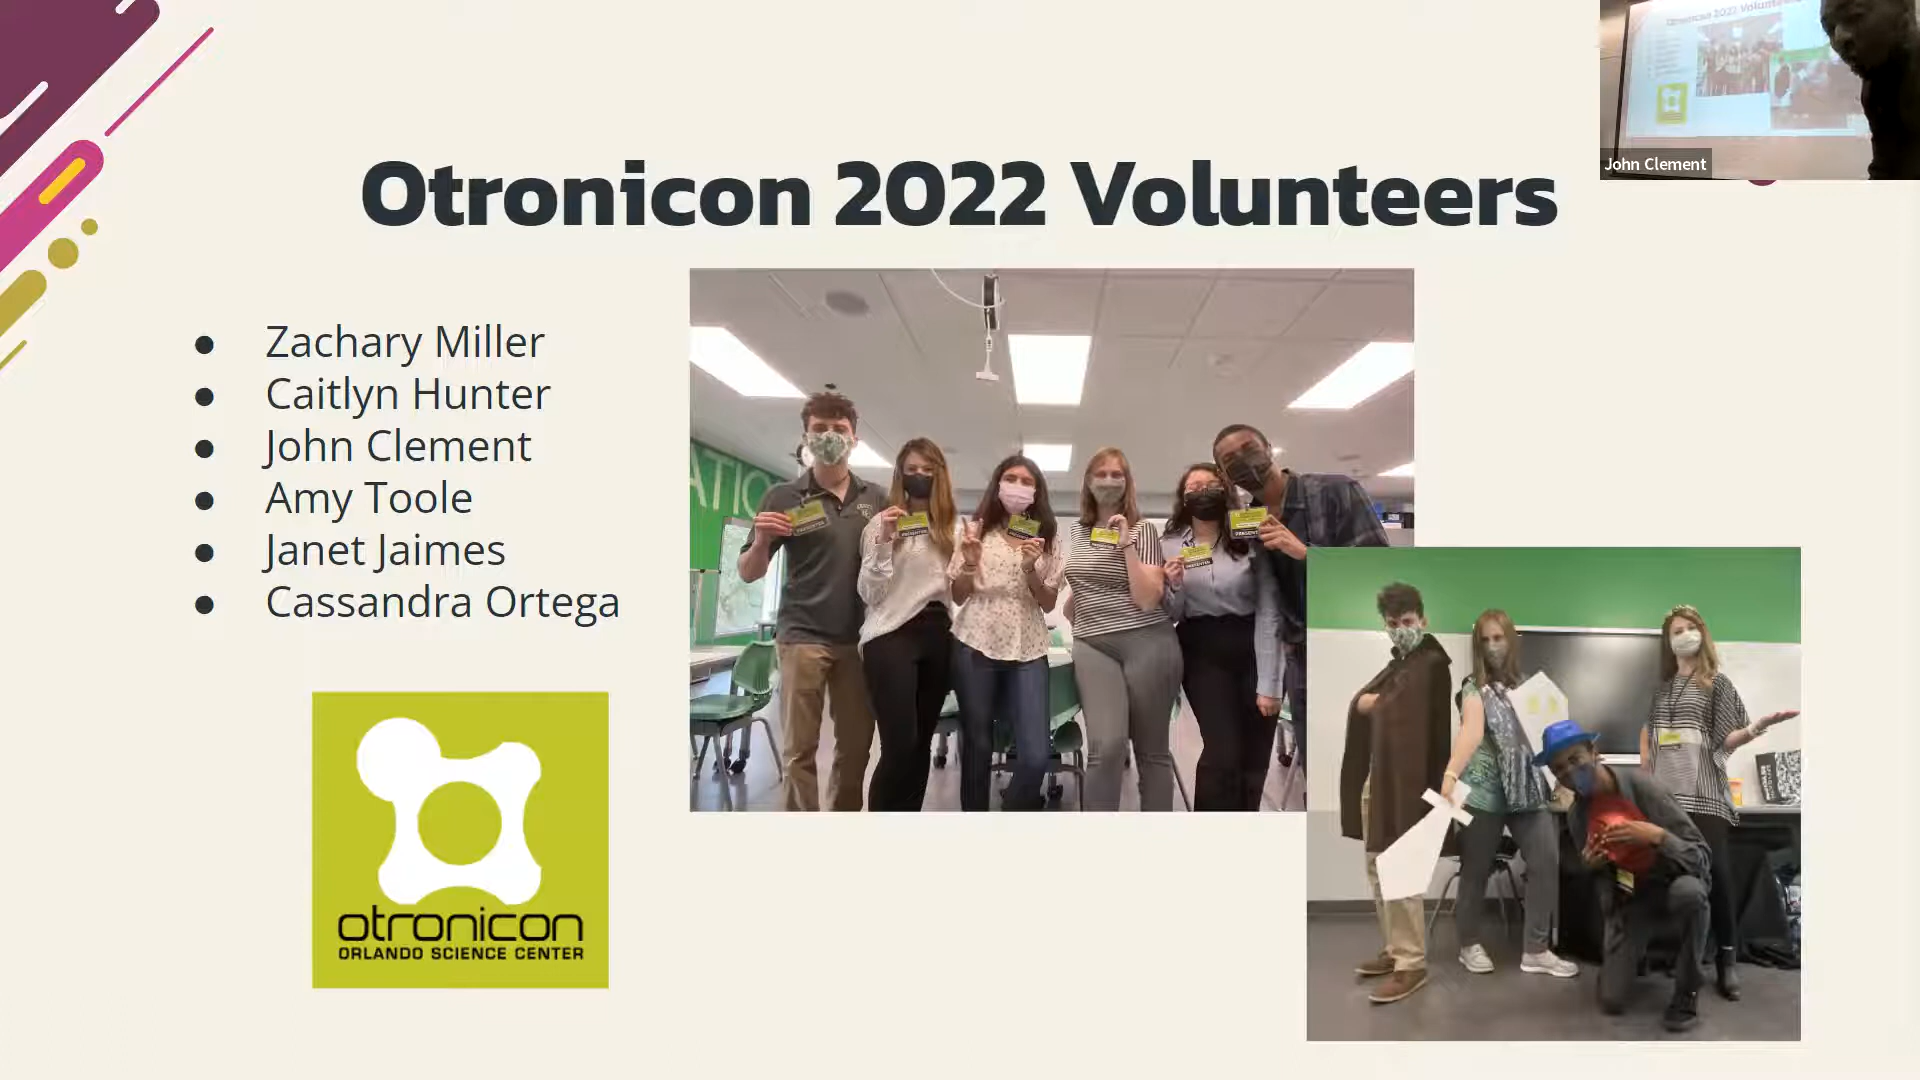 Otronicon 2022 Volunteers
John Clement
● Zachary Miller
● Caitlyn Hunter
● John Clement
● Amy Toole
● Janet Jaimes
● Cassandra Ortega
otronicon
ORLANDO SCIENCE CENTER